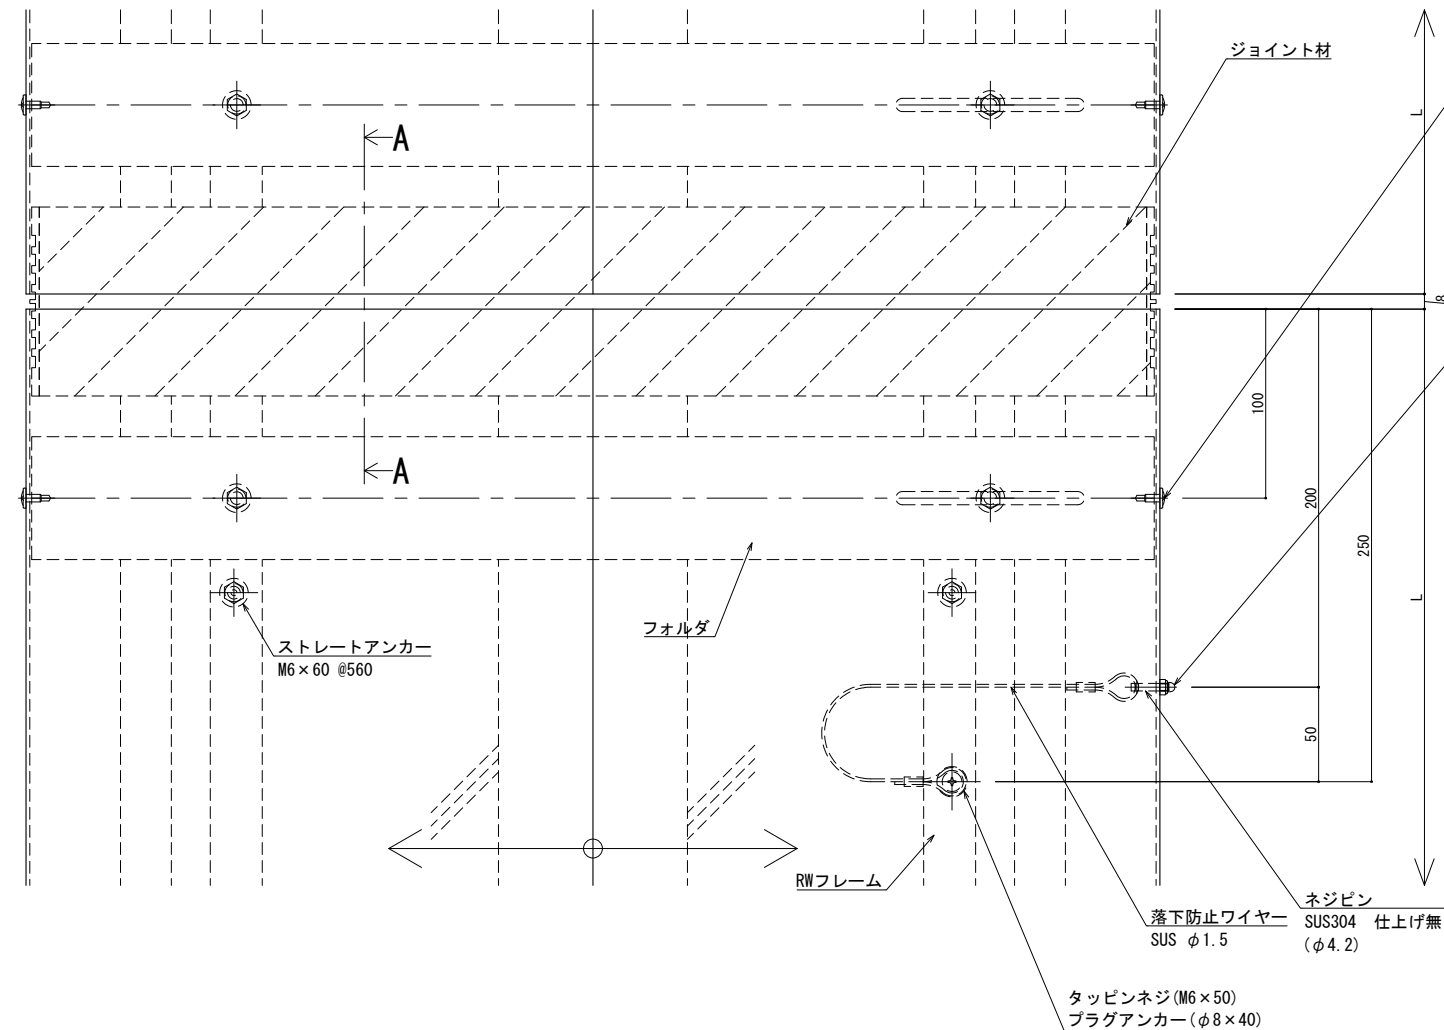 ジョイント材
L
A
8
100
A
200
250
L
フォルダ
ストレートアンカー
M6×60 @560
50
RWフレーム
ネジピン
SUS304 仕上げ無
(φ4.2)
落下防止ワイヤー
SUS φ1.5
タッピンネジ(M6×50)
プラグアンカー(φ8×40)